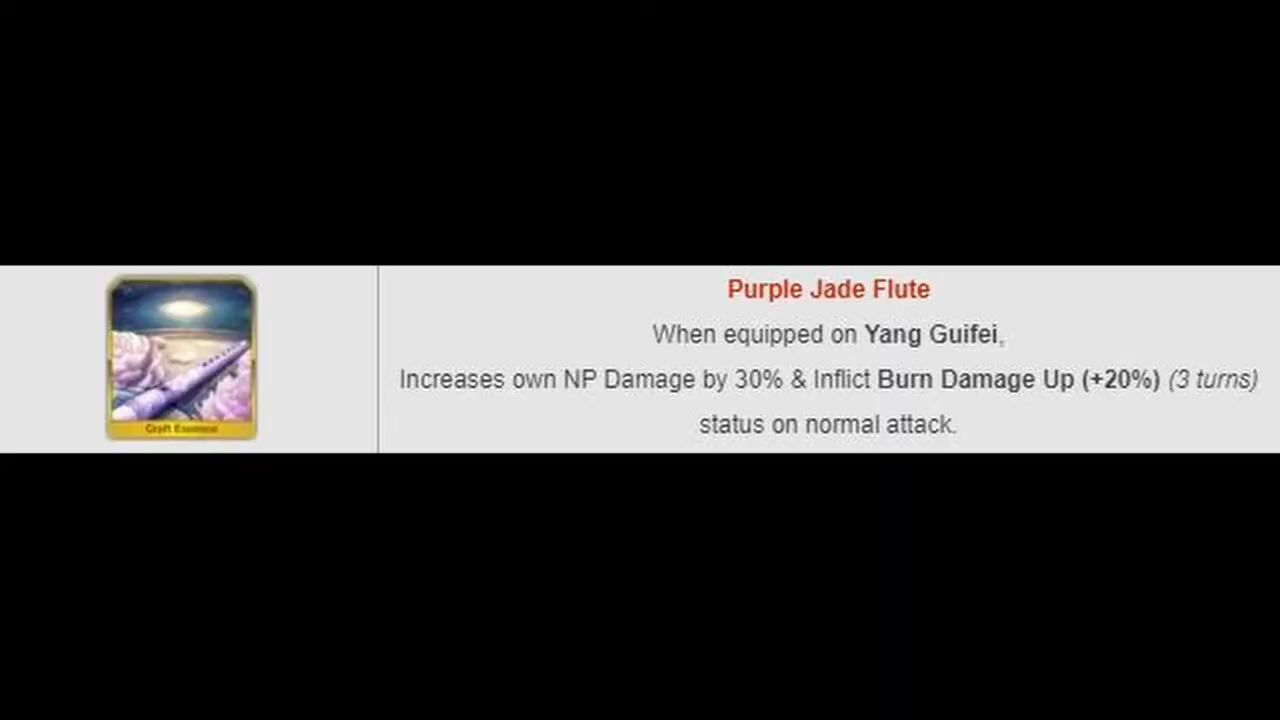 Purple Jade Flute
When equipped on Yang Guifei,
Increases own NP Damage by 30% & Inflict Burn Damage Up (+20%) (3 turns)
status on normal attack.
Craft Essence